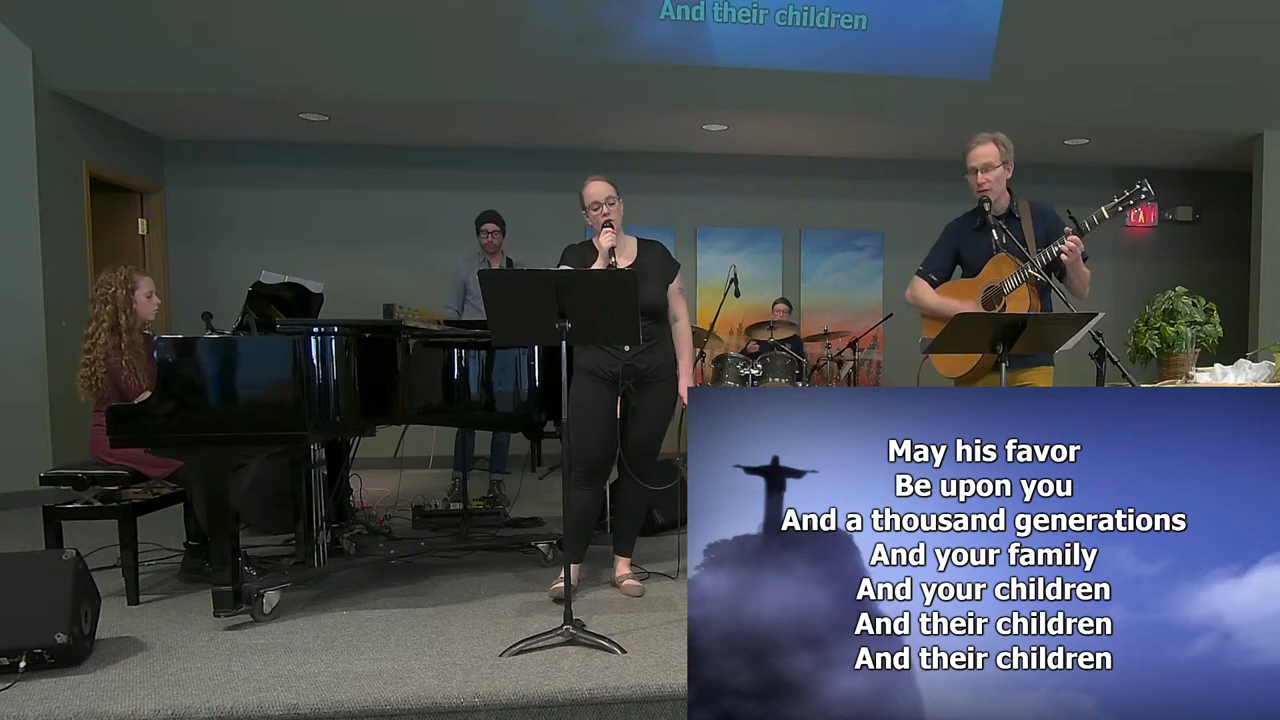 And their children
EXIT
May his favor
Be upon you
And a thousand generations
And your family
And your children
And their children
And their children